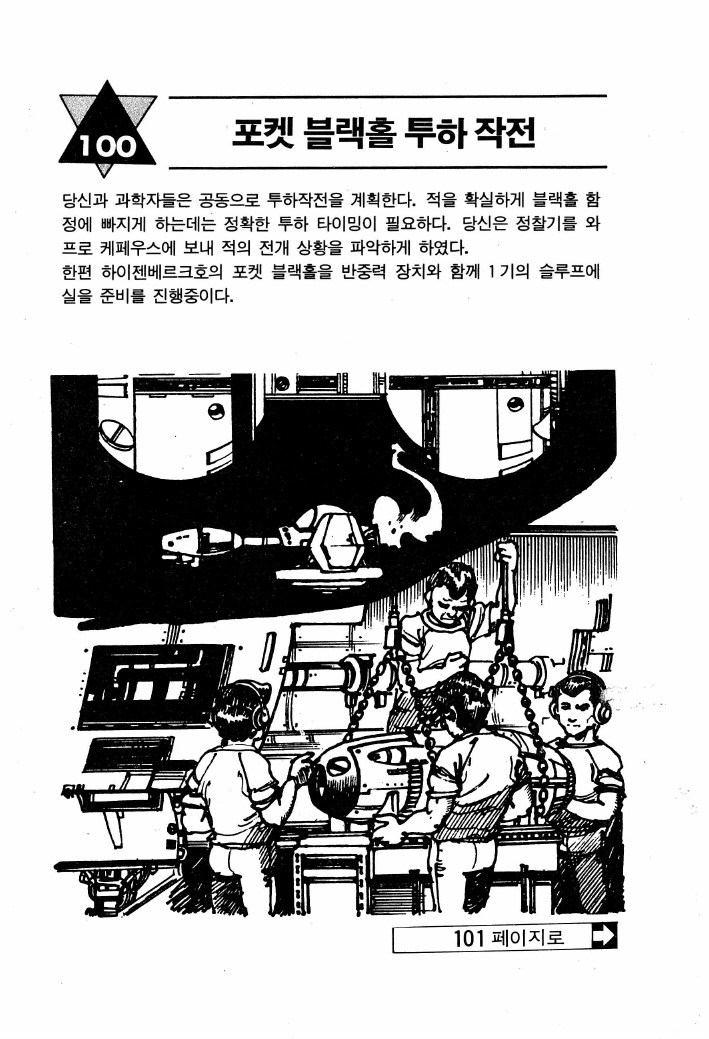 100
포켓 블랙홀 투하 작전
당신과 과학자들은 공동으로 투하작전을 계획한다. 적을 확실하게 블랙홀 함
정에 빠지게 하는데는 정확한 투하 타이밍이 필요하다. 당신은 정찰기를 와
프로 케페우스에 보내 적의 전개 상황을 파악하게 하였다.
한편 하이젠베르크호의 포켓 블랙홀을 반중력 장치와 함께 1기의 슬루프에
실을 준비를 진행중이다.
101 페이지로